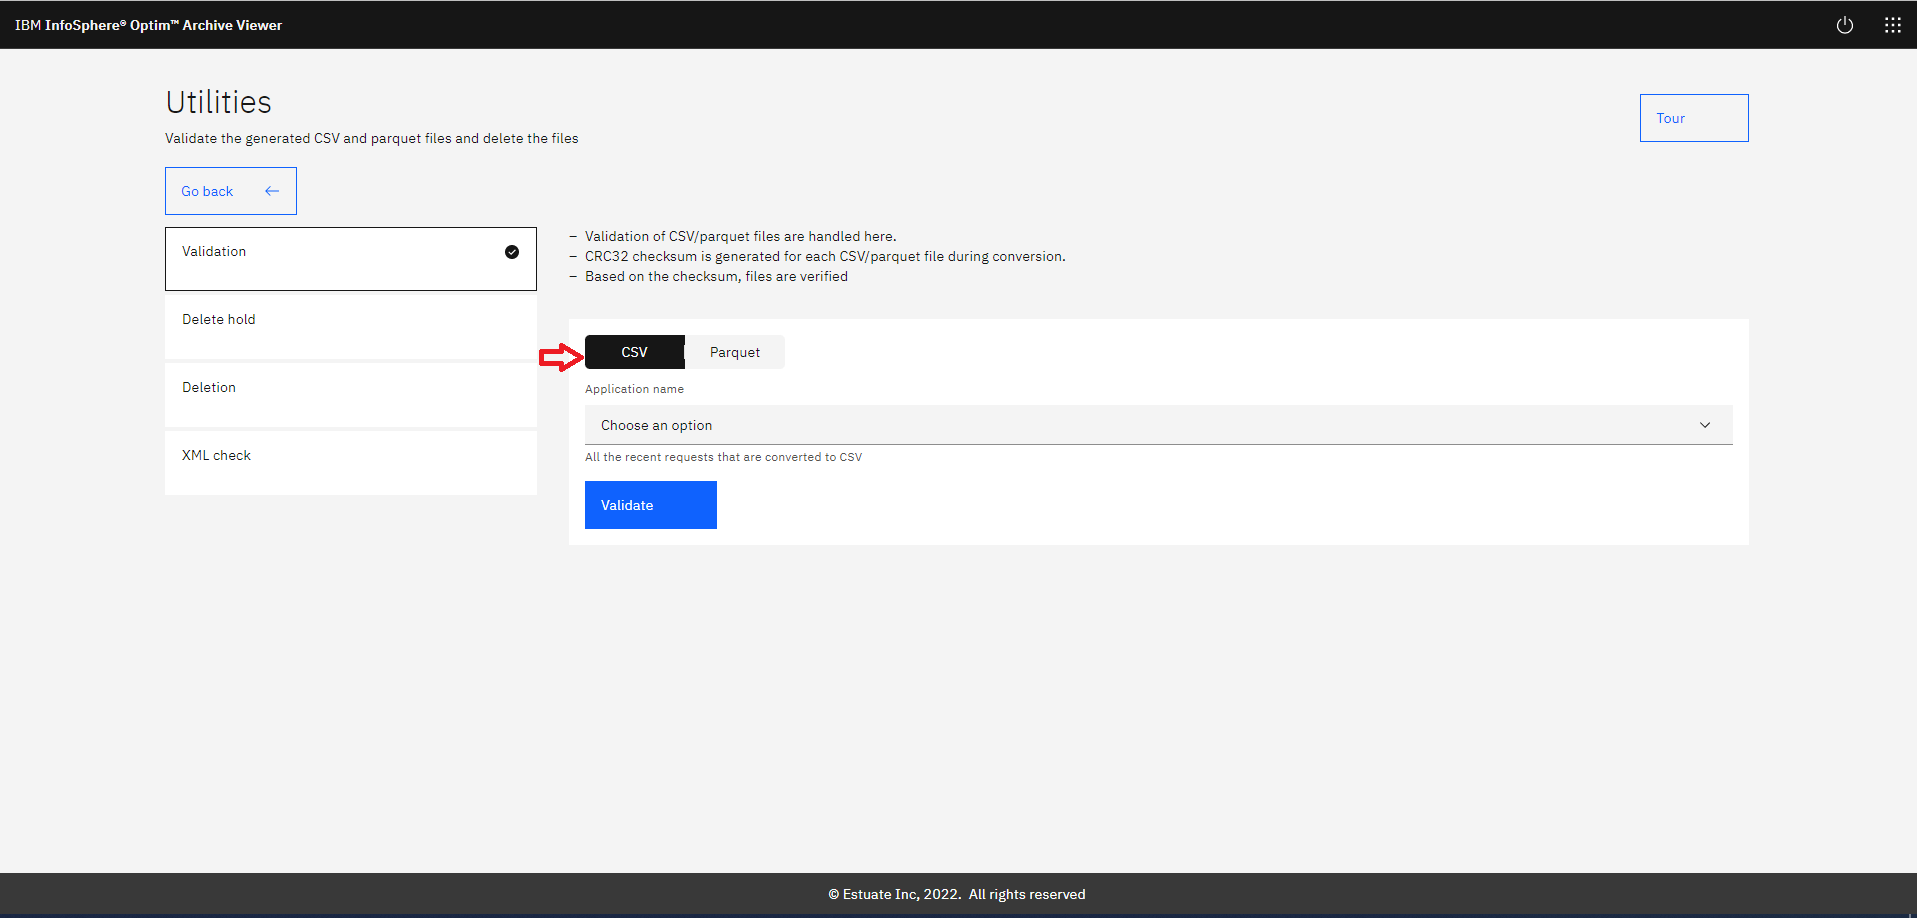 IBM InfoSphere® Optim™ Archive Viewer
Utilities
Validate the generated CSV and parquet files and delete the files
Tour
Go back
Validation
Delete hold
Deletion
XML check
– Validation of CSV/parquet files are handled here.
– CRC32 checksum is generated for each CSV/parquet file during conversion.
– Based on the checksum, files are verified
CSV Parquet
Application name
Choose an option
All the recent requests that are converted to CSV
Validate
© Estuate Inc, 2022. All rights reserved